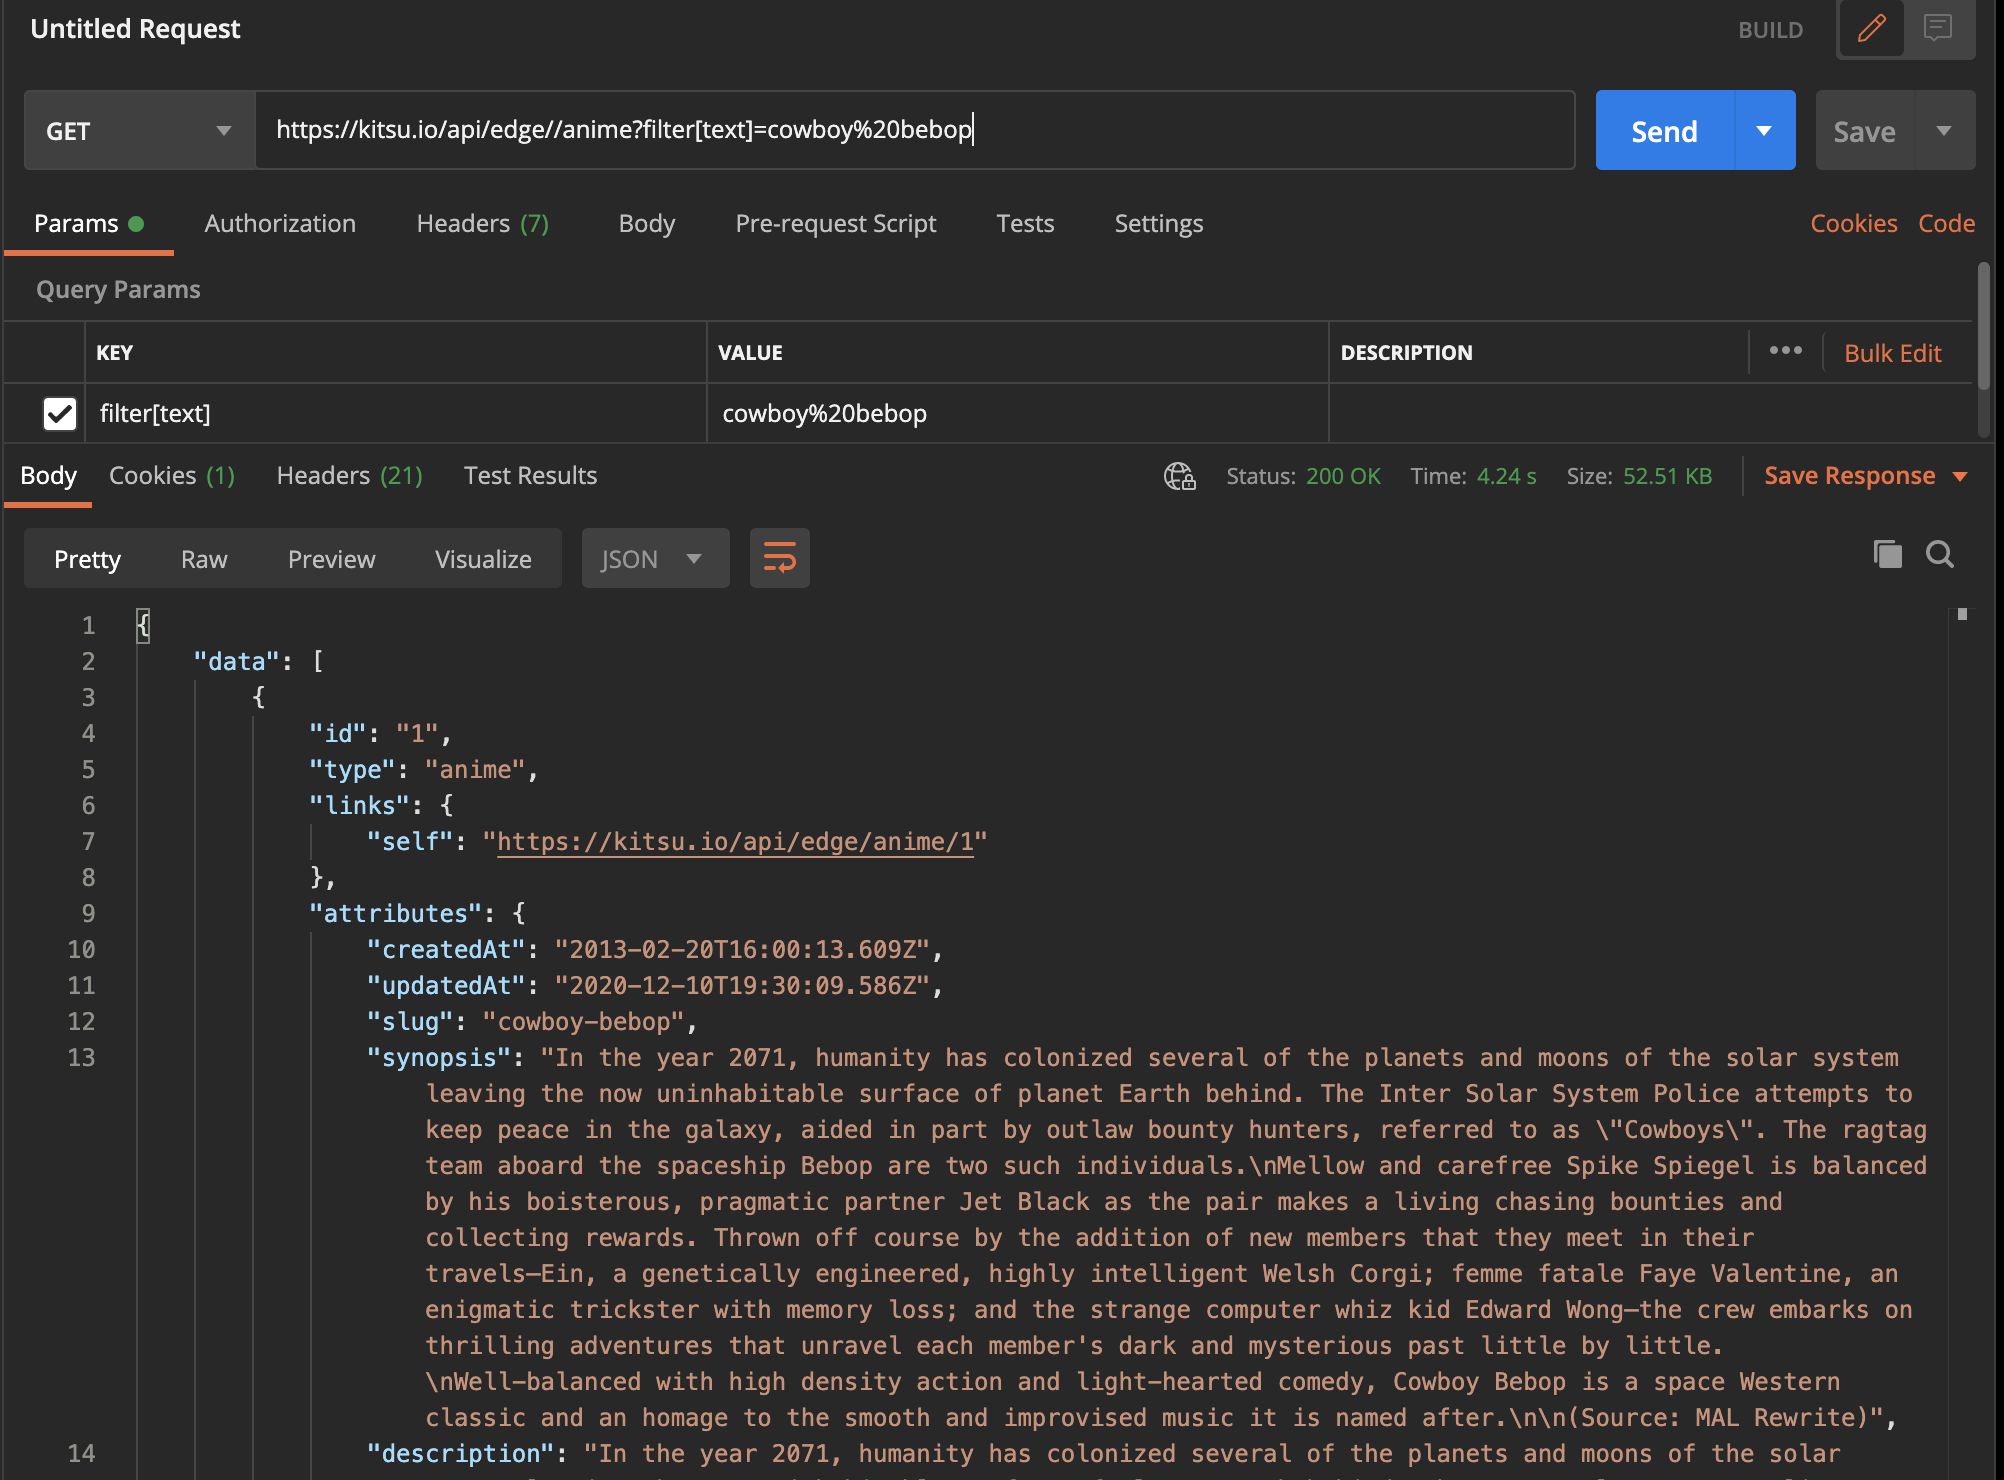 Untitled Request
BUILD
GET
https://kitsu.io/api/edge//anime?filter[text]=cowboy%20bebop
Send
Save
Params
Authorization
Headers (7)
Body
Pre-request Script
Tests
Settings
Cookies Code
Query Params
KEY VALUE DESCRIPTION ••• Bulk Edit
filter[text] cowboy%20bebop
Body Cookies (1) Headers (21) Test Results Status: 200 OK Time: 4.24 s Size: 52.51 KB Save Response
Pretty Raw Preview Visualize JSON
1 {
2 "data": [
3 {
4 "id": "1",
5 "type": "anime",
6 "links": {
7 "self": "https://kitsu.io/api/edge/anime/1"
8 },
9 "attributes": {
10 "createdAt": "2013-02-20T16:00:13.609Z",
11 "updatedAt": "2020-12-10T19:30:09.586Z",
12 "slug": "cowboy-bebop",
13 "synopsis": "In the year 2071, humanity has colonized several of the planets and moons of the solar system
leaving the now uninhabitable surface of planet Earth behind. The Inter Solar System Police attempts to
keep peace in the galaxy, aided in part by outlaw bounty hunters, referred to as \"Cowboys\". The ragtag
team aboard the spaceship Bebop are two such individuals.\nMellow and carefree Spike Spiegel is balanced
by his boisterous, pragmatic partner Jet Black as the pair makes a living chasing bounties and
collecting rewards. Thrown off course by the addition of new members that they meet in their
travels—Ein, a genetically engineered, highly intelligent Welsh Corgi; femme fatale Faye Valentine, an
enigmatic trickster with memory loss; and the strange computer whiz kid Edward Wong—the crew embarks on
thrilling adventures that unravel each member's dark and mysterious past little by little.
\nWell-balanced with high density action and light-hearted comedy, Cowboy Bebop is a space Western
classic and an homage to the smooth and improvised music it is named after.\n\n(Source: MAL Rewrite)",
14 "description": "In the year 2071, humanity has colonized several of the planets and moons of the solar